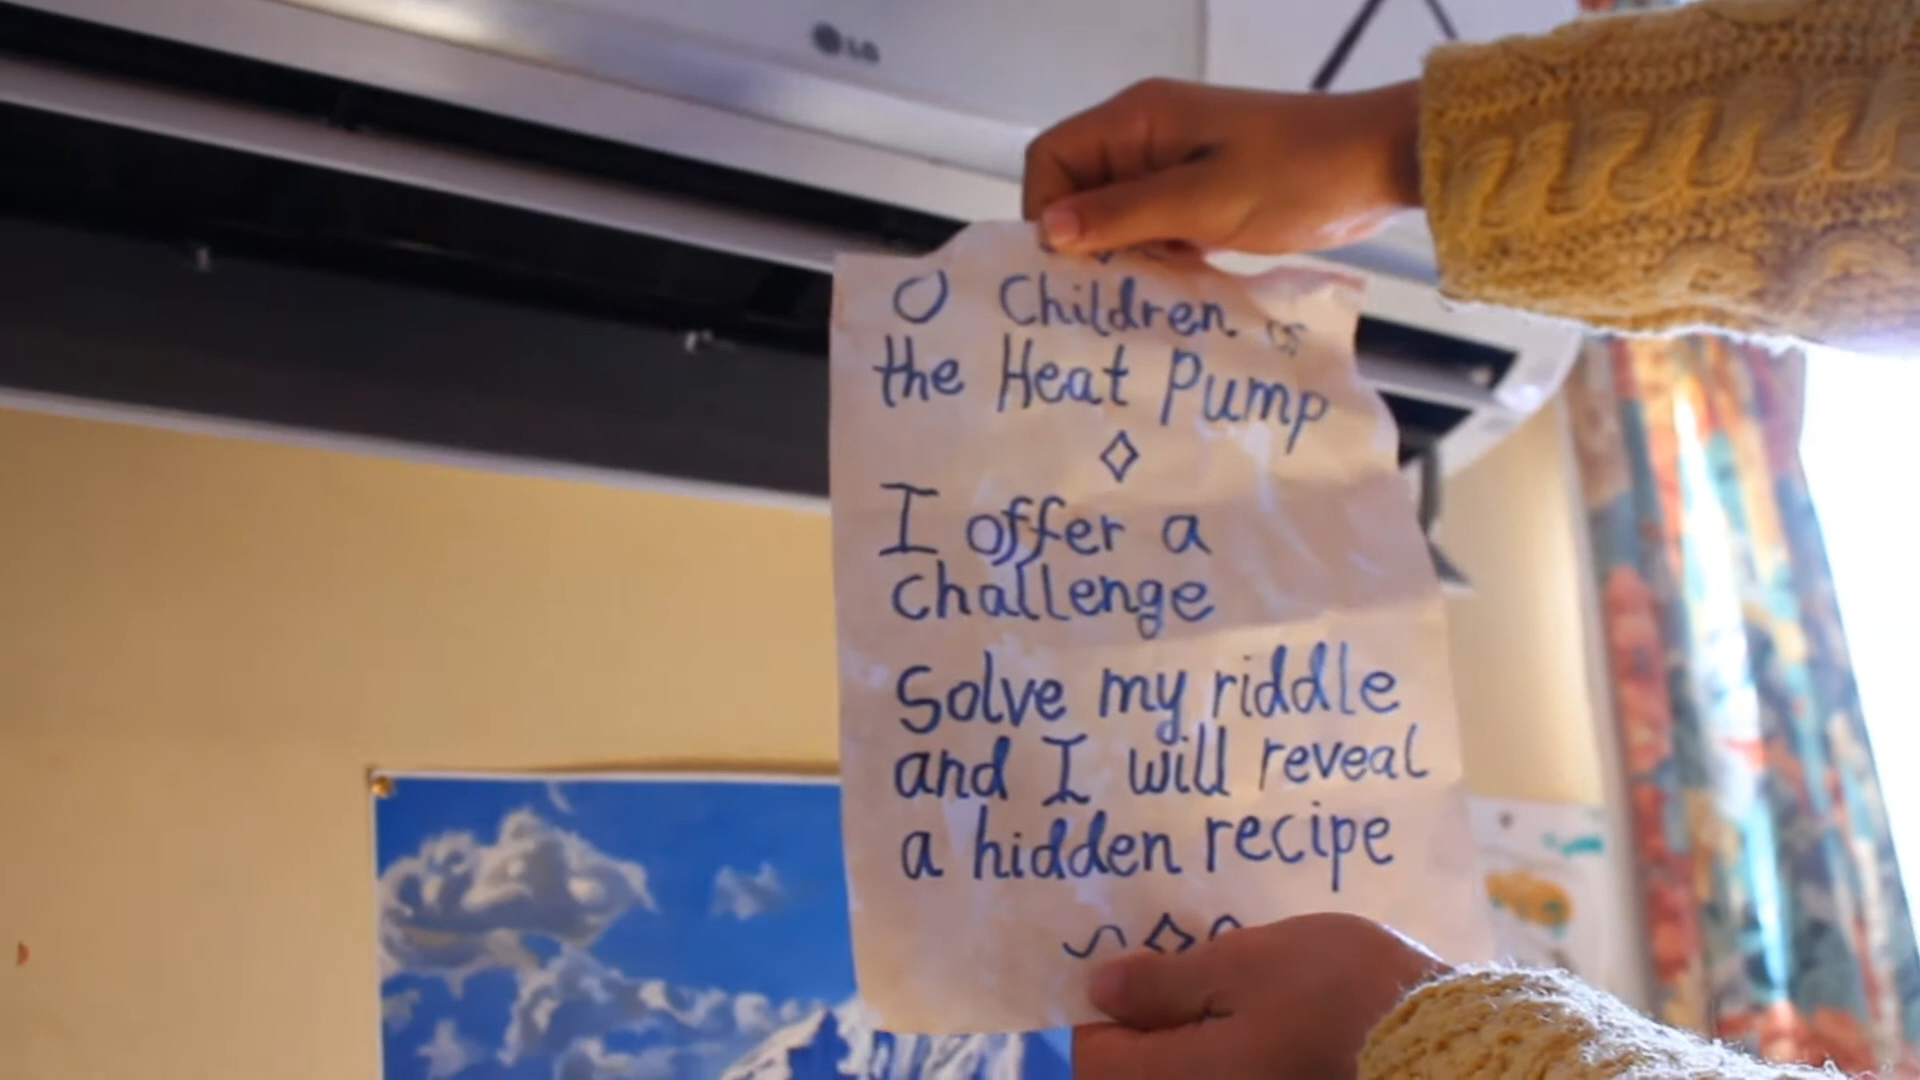 LG
O Children of
the Heat Pump
I offer a
challenge
Solve my riddle
and I will reveal
a hidden recipe